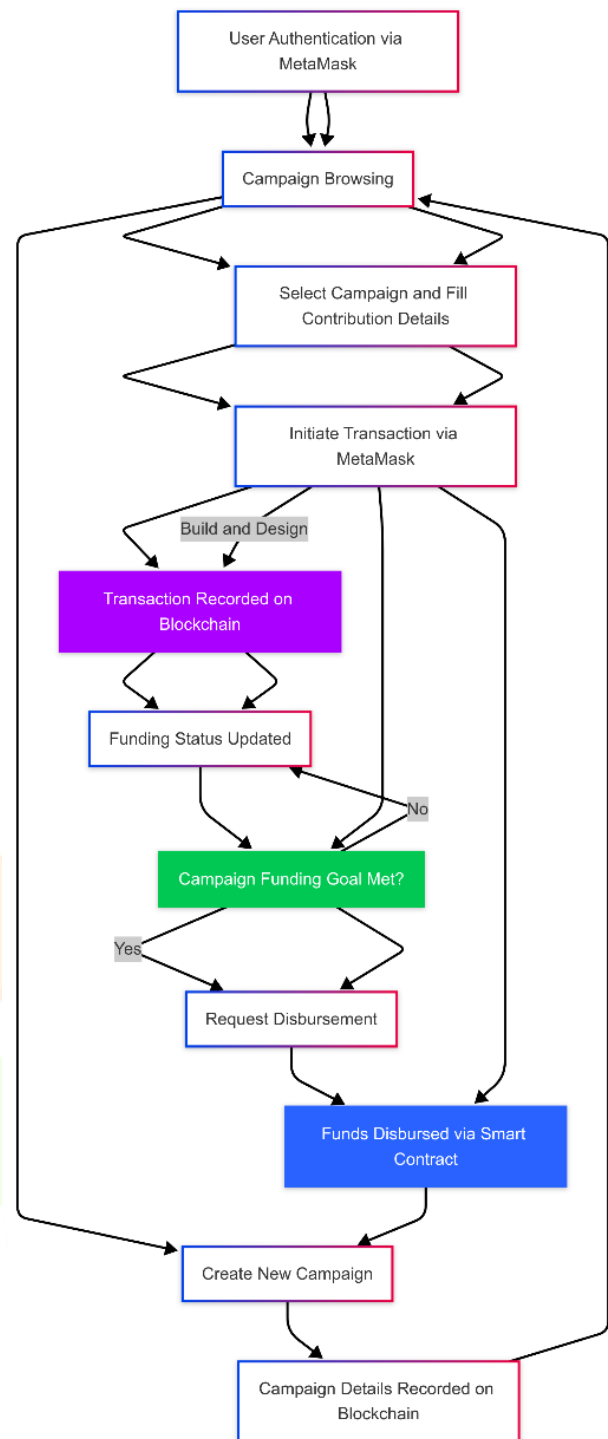 User Authentication via
MetaMask
Campaign Browsing
Select Campaign and Fill
Contribution Details
Initiate Transaction via
MetaMask
Build and Design
Transaction Recorded on
Blockchain
Funding Status Updated
No
Campaign Funding Goal Met?
Yes
Request Disbursement
Funds Disbursed via Smart
Contract
Create New Campaign
Campaign Details Recorded on
Blockchain